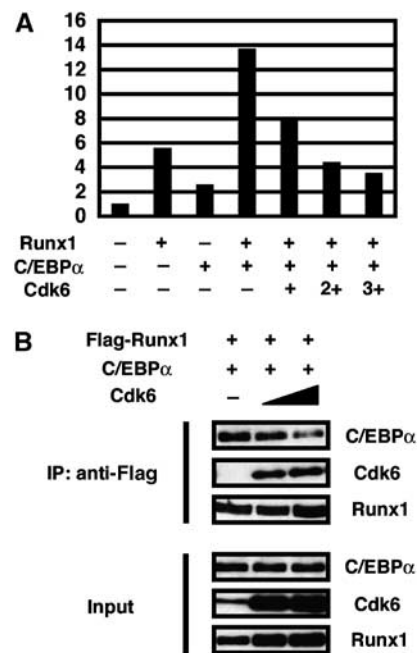 A
16
14
12
10
8
6
4
2
0
Runx1 – + – + + + +
C/EBPα – – + + + + +
Cdk6 – – – – + 2+ 3+
B
Flag-Runx1 + + +
C/EBPα + + +
Cdk6 –
IP: anti-Flag
C/EBPα
Cdk6
Runx1
Input
C/EBPα
Cdk6
Runx1